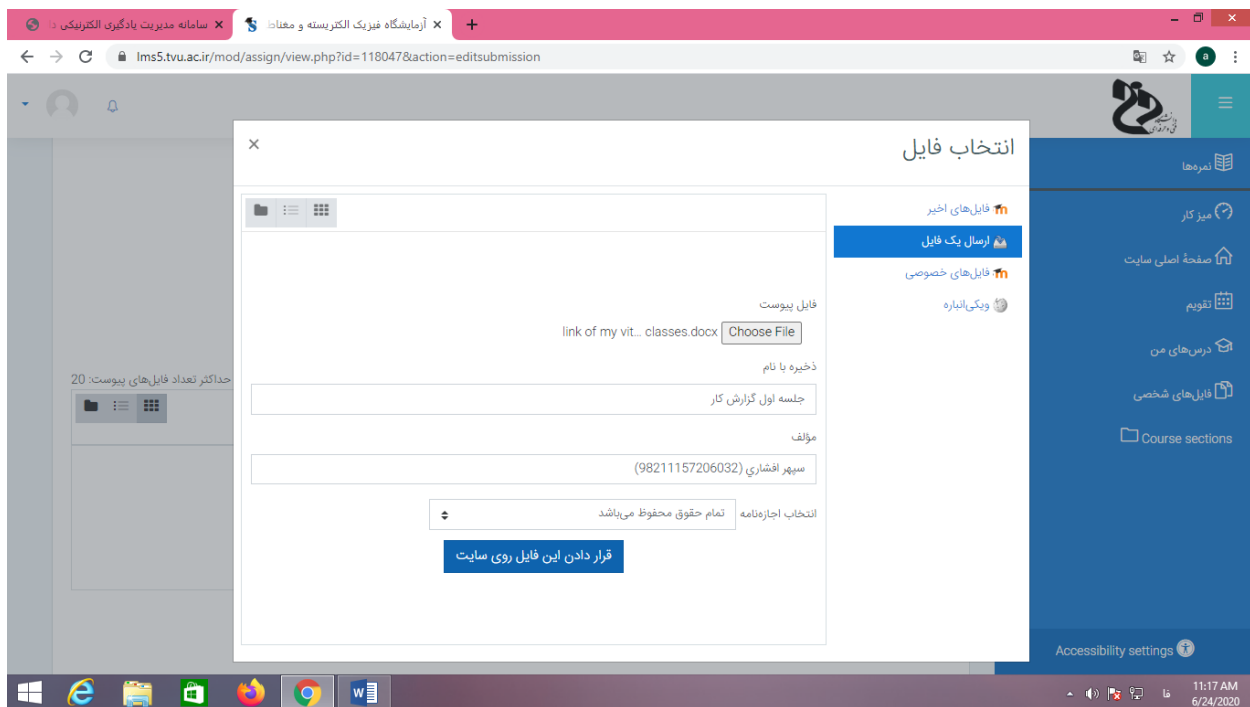 سامانه مدیریت یادگیری الکترونیکی دا
آزمایشگاه فیزیک الکتریسته و مغناط
lms5.tvu.ac.ir/mod/assign/view.php?id=118047&action=editsubmission
a
نمره‌ها
میز کار
صفحهٔ اصلی سایت
تقویم
درس‌های من
فایل‌های شخصی
Course sections
Accessibility settings
انتخاب فایل
فایل‌های اخیر
ارسال یک فایل
فایل‌های خصوصی
ویکی‌انباره
فایل پیوست
Choose File link of my vit... classes.docx
ذخیره با نام
جلسه اول گزارش کار
مؤلف
سپهر افشاري (98211157206032)
انتخاب اجازه‌نامه تمام حقوق محفوظ می‌باشد
قرار دادن این فایل روی سایت
حداکثر تعداد فایل‌های پیوست: 20
فا
11:17 AM
6/24/2020